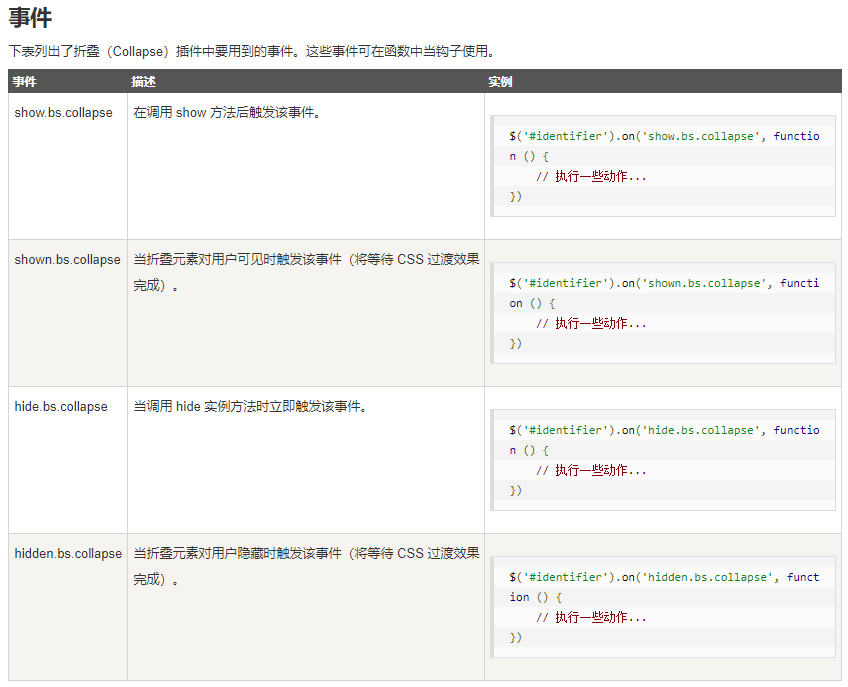 事件
下表列出了折叠（Collapse）插件中要用到的事件。这些事件可在函数中当钩子使用。
事件 描述 实例
show.bs.collapse 在调用 show 方法后触发该事件。
$('#identifier').on('show.bs.collapse', functio
n () {
// 执行一些动作...
})
shown.bs.collapse 当折叠元素对用户可见时触发该事件（将等待 CSS 过渡效果
完成）。
$('#identifier').on('shown.bs.collapse', functi
on () {
// 执行一些动作...
})
hide.bs.collapse 当调用 hide 实例方法时立即触发该事件。
$('#identifier').on('hide.bs.collapse', functio
n () {
// 执行一些动作...
})
hidden.bs.collapse 当折叠元素对用户隐藏时触发该事件（将等待 CSS 过渡效果
完成）。
$('#identifier').on('hidden.bs.collapse', funct
ion () {
// 执行一些动作...
})